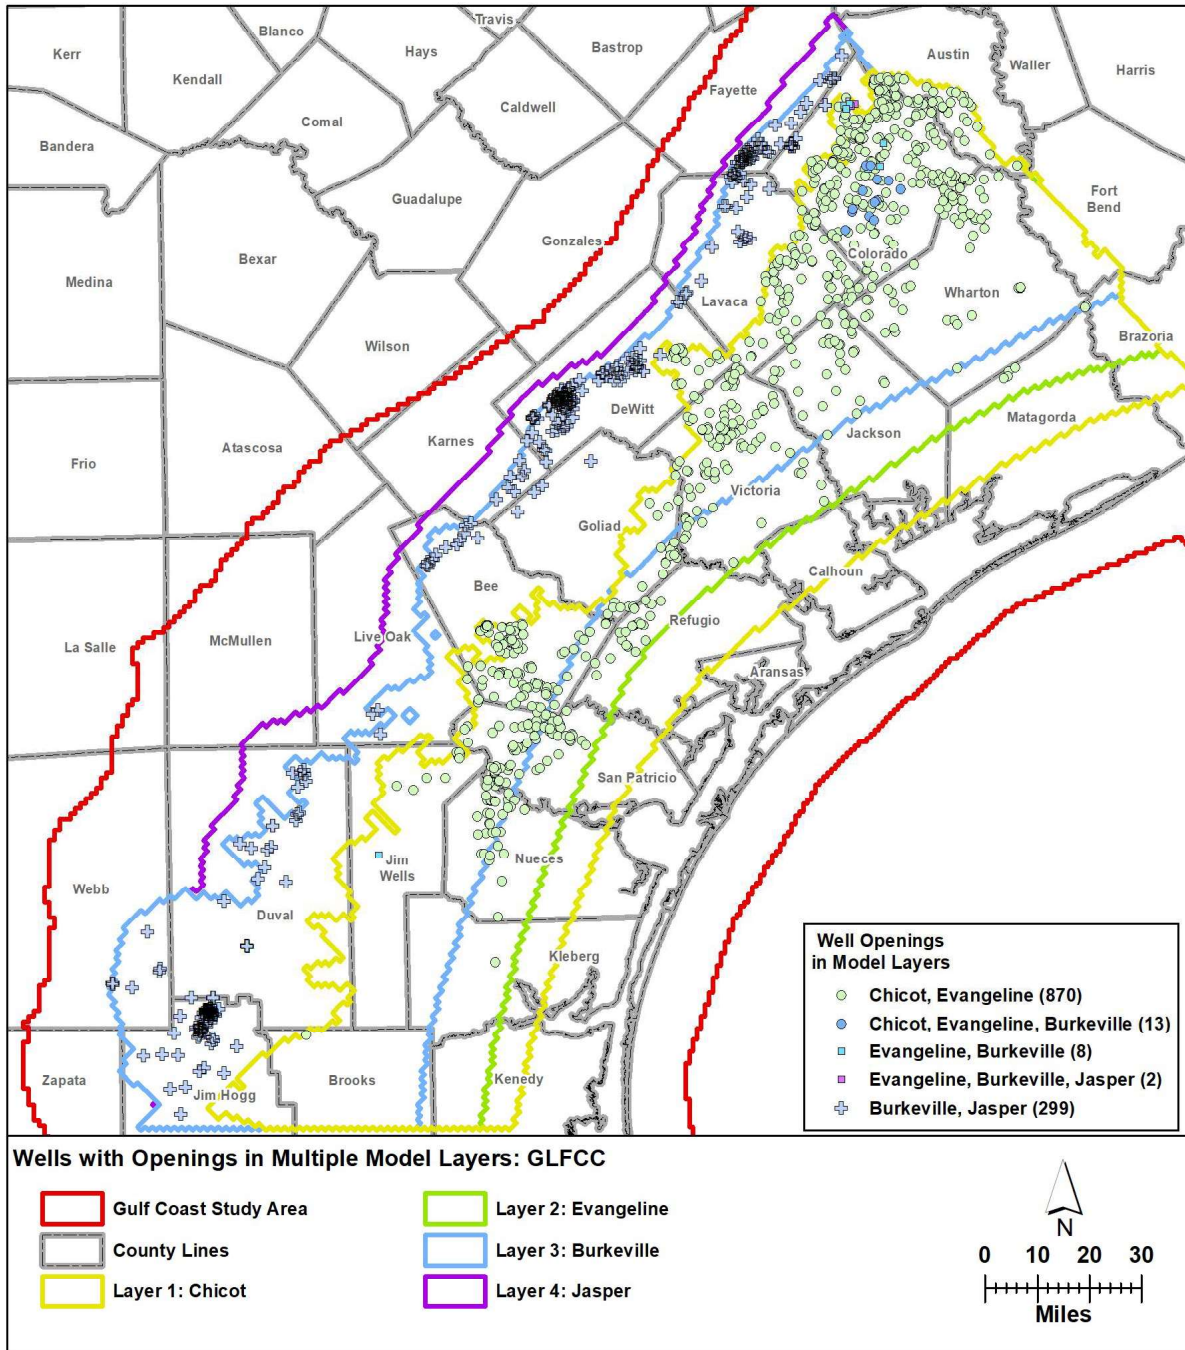 Travis
Blanco
Kerr
Hays
Bastrop
Austin
Waller
Harris
Kendall
Fayette
Caldwell
Comal
Bandera
Guadalupe
Fort
Bend
Gonzales
Bexar
Colorado
Medina
Lavaca
Wharton
Wilson
Brazoria
DeWitt
Matagorda
Karnes
Jackson
Atascosa
Frio
Victoria
Goliad
Calhoun
Bee
Refugio
Live Oak
McMullen
La Salle
Aransas
San Patricio
Nueces
Jim
Wells
Webb
Duval
Kleberg
Zapata
Brooks
Kenedy
Jim Hogg
Well Openings
in Model Layers
Chicot, Evangeline (870)
Chicot, Evangeline, Burkeville (13)
Evangeline, Burkeville (8)
Evangeline, Burkeville, Jasper (2)
Burkeville, Jasper (299)
Wells with Openings in Multiple Model Layers: GLFCC
Gulf Coast Study Area
County Lines
Layer 1: Chicot
Layer 2: Evangeline
Layer 3: Burkeville
Layer 4: Jasper
N
0 10 20 30
Miles